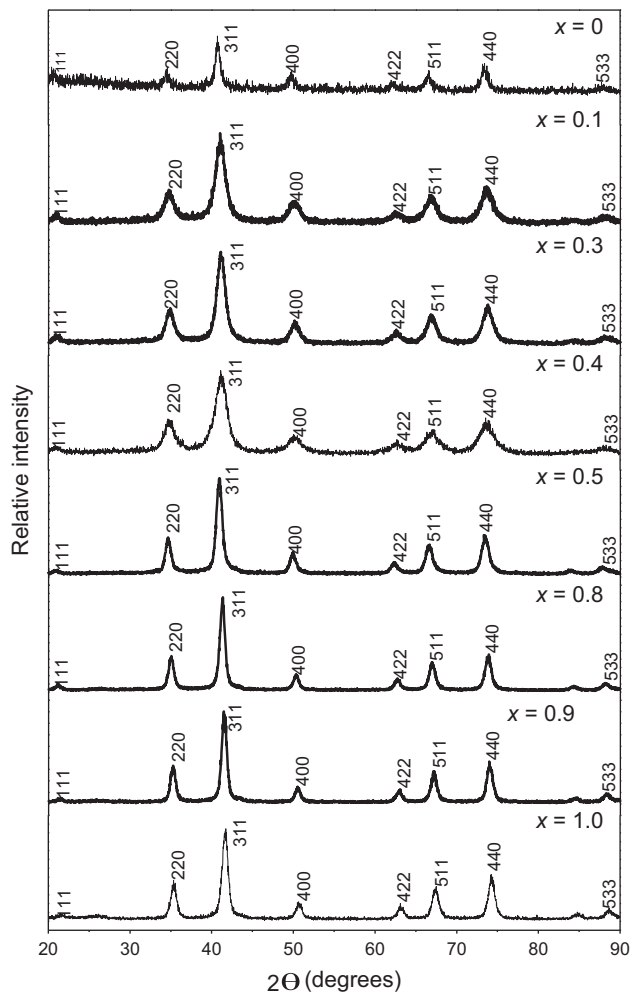 x = 0
111 220 311 400 422 511 440 533
x = 0.1
111 220 311 400 422 511 440 533
x = 0.3
111 220 311 400 422 511 440 533
x = 0.4
111 220 311 400 422 511 440 533
x = 0.5
111 220 311 400 422 511 440 533
x = 0.8
111 220 311 400 422 511 440 533
x = 0.9
111 220 311 400 422 511 440 533
x = 1.0
111 220 311 400 422 511 440 533
Relative intensity
20 30 40 50 60 70 80 90
2Θ (degrees)